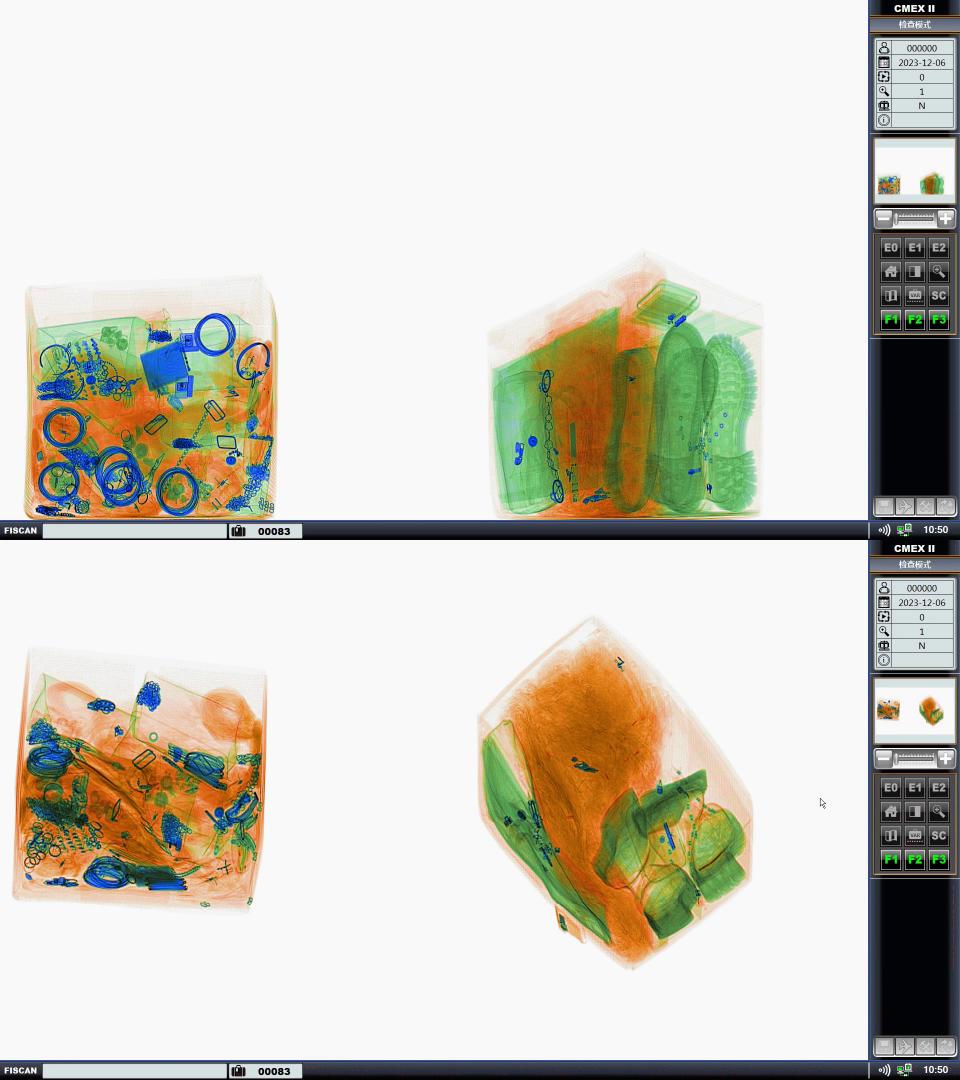 CMEX II
检查模式
000000
2023-12-06
0
1
N
E0 E1 E2
VAR SC
F1 F2 F3
FISCAN 00083 10:50
CMEX II
检查模式
000000
2023-12-06
0
1
N
E0 E1 E2
VAR SC
F1 F2 F3
FISCAN 00083 10:50